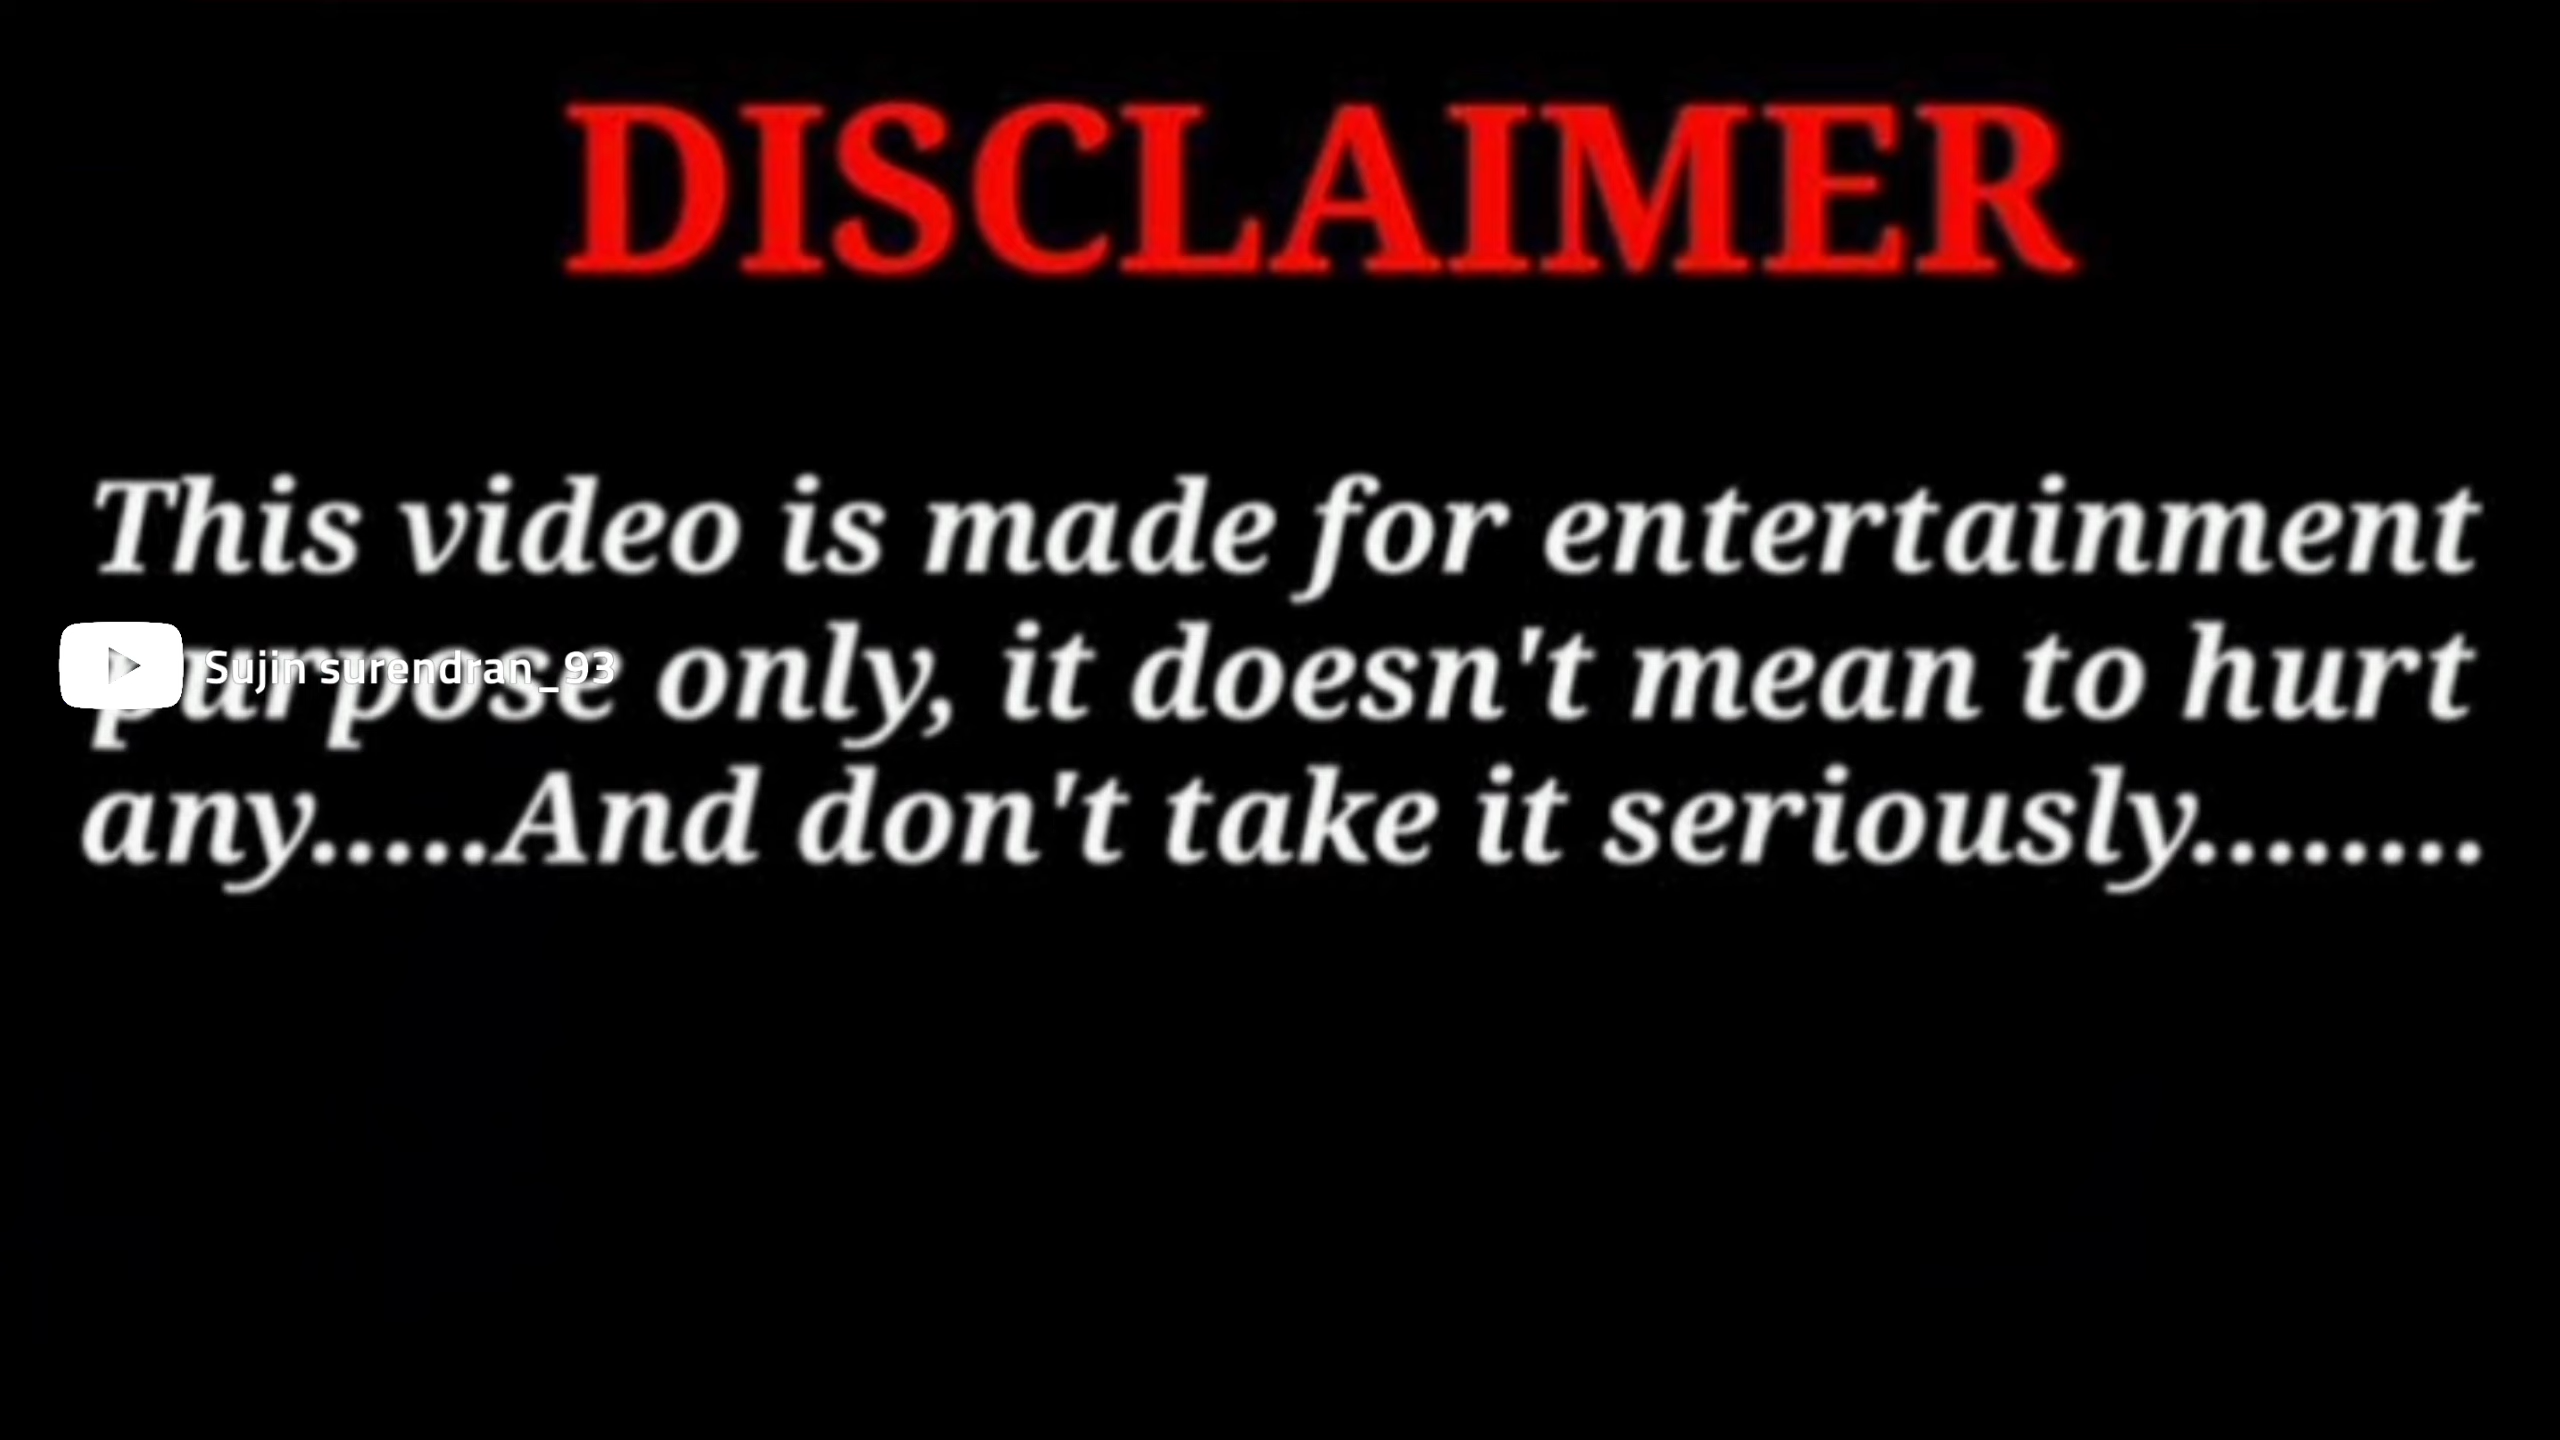 DISCLAIMER
This video is made for entertainment
purpose only, it doesn't mean to hurt
Sujin surendran_93
any.....And don't take it seriously........